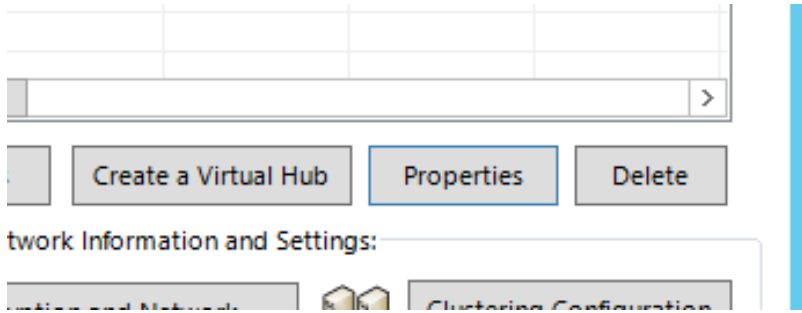 Create a Virtual Hub Properties Delete
twork Information and Settings:
Clustering Configuration